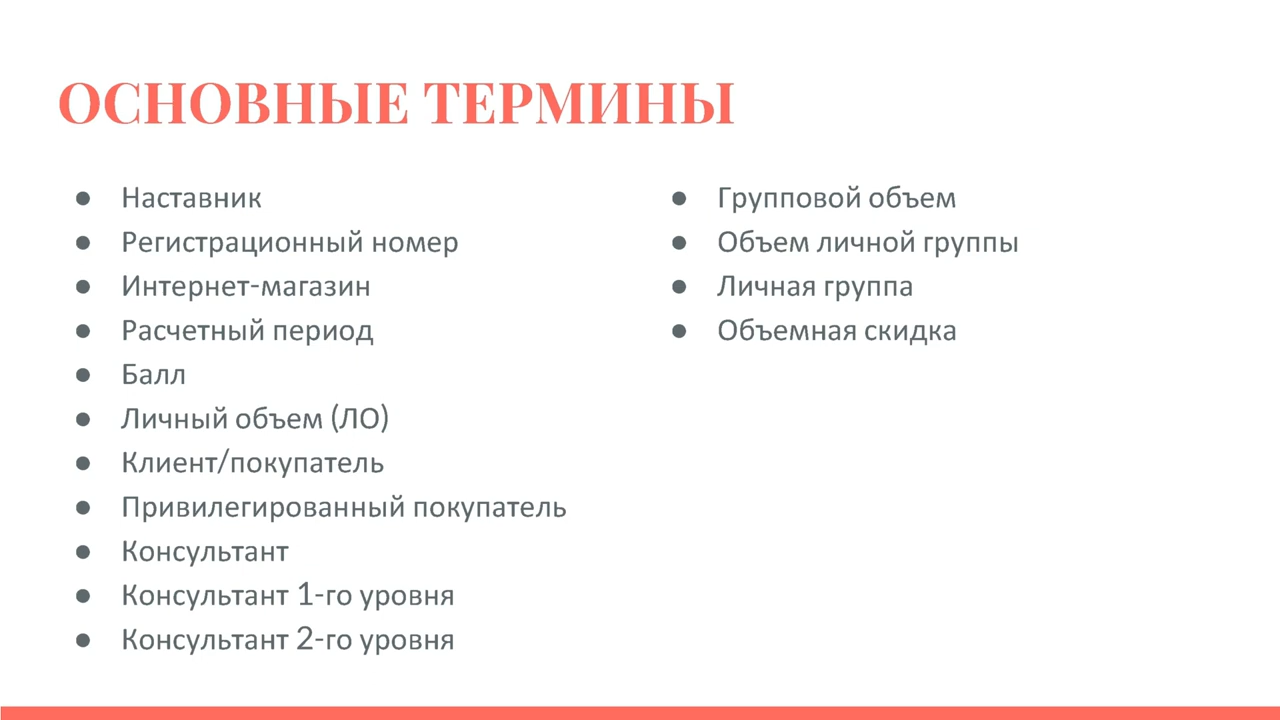 ОСНОВНЫЕ ТЕРМИНЫ
● Наставник
● Регистрационный номер
● Интернет-магазин
● Расчетный период
● Балл
● Личный объем (ЛО)
● Клиент/покупатель
● Привилегированный покупатель
● Консультант
● Консультант 1-го уровня
● Консультант 2-го уровня
● Групповой объем
● Объем личной группы
● Личная группа
● Объемная скидка